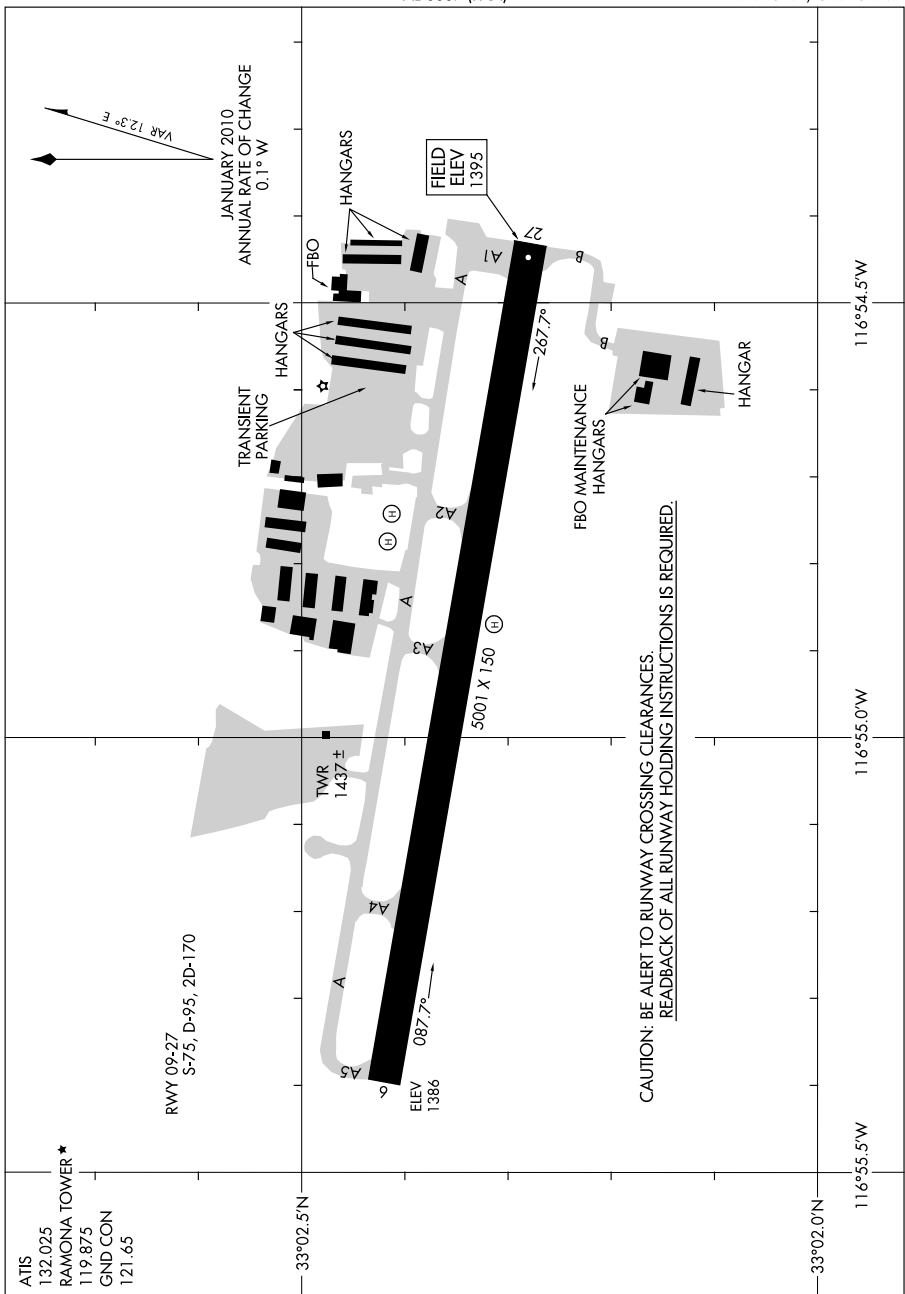 ATIS
132.025
RAMONA TOWER ★
119.875
GND CON
121.65
RWY 09-27
S-75, D-95, 2D-170
VAR 12.3° E
JANUARY 2010
ANNUAL RATE OF CHANGE
0.1° W
HANGARS
FBO
HANGARS
TRANSIENT
PARKING
FIELD
ELEV
1395
TWR
1437 ±
33°02.5'N
A5
A
A4
A3
A
A2
A
A1
9
ELEV
1386
087.7°
5001 X 150
267.7°
27
H
H
H
B
B
FBO MAINTENANCE
HANGARS
HANGAR
CAUTION: BE ALERT TO RUNWAY CROSSING CLEARANCES.
READBACK OF ALL RUNWAY HOLDING INSTRUCTIONS IS REQUIRED.
33°02.0'N
116°55.5'W
116°55.0'W
116°54.5'W